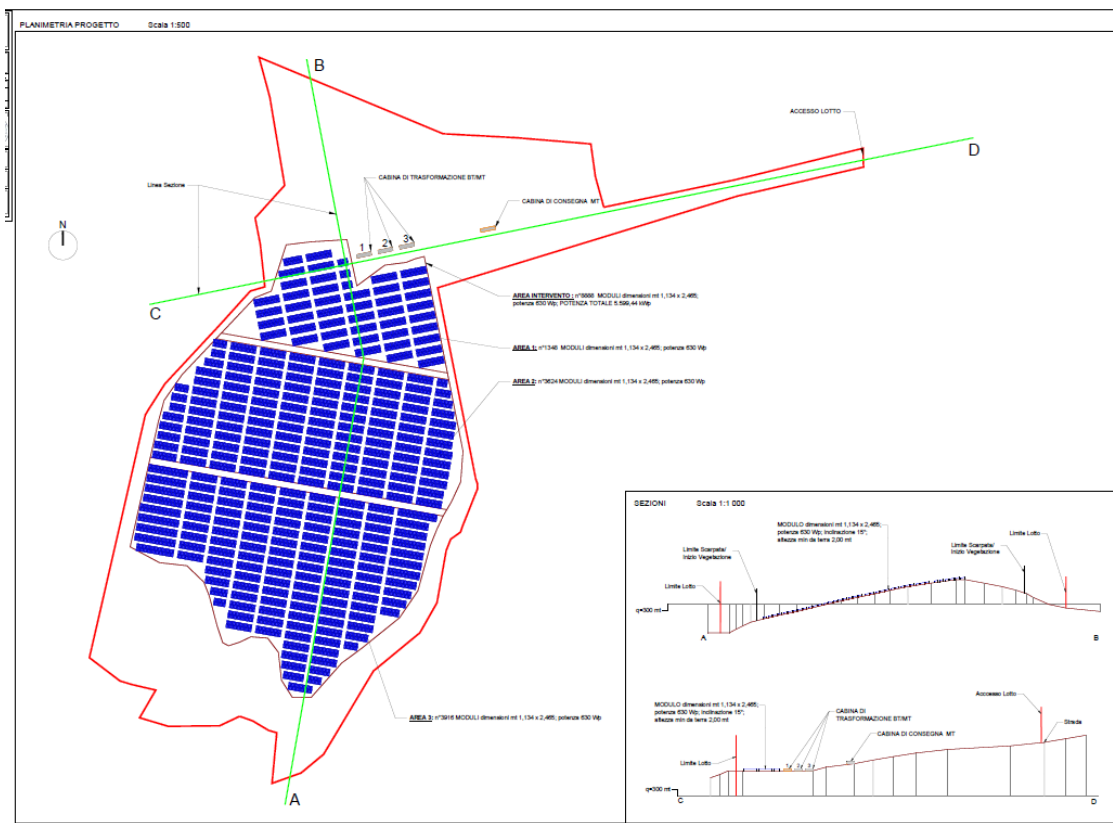 PLANIMETRIA PROGETTO Scala 1:500
B
ACCESSO LOTTO
D
CABINA DI TRASFORMAZIONE BT/MT
Linea Sezione
CABINA DI CONSEGNA MT
N
1 2 3
C
AREA INTERVENTO : n°8888 MODULI dimensioni mt 1,134 x 2,465;
potenza 630 Wp; POTENZA TOTALE 5.599,44 kWp
AREA 1: n°1348 MODULI dimensioni mt 1,134 x 2,465; potenza 630 Wp
AREA 2: n°3624 MODULI dimensioni mt 1,134 x 2,465; potenza 630 Wp
AREA 3: n°3916 MODULI dimensioni mt 1,134 x 2,465; potenza 630 Wp
A
SEZIONI Scala 1:1 000
MODULO dimensioni mt 1,134 x 2,465;
potenza 630 Wp; inclinazione 15°;
altezza min da terra 2,00 mt
Limite Scarpata/
Inizio Vegetazione
Limite Lotto
Limite Scarpata/
Inizio Vegetazione
Limite Lotto
q=300 mt
A
B
MODULO dimensioni mt 1,134 x 2,465;
potenza 630 Wp; inclinazione 15°;
altezza min da terra 2,00 mt
CABINA DI
TRASFORMAZIONE BT/MT
CABINA DI CONSEGNA MT
Accesso Lotto
Strada
Limite Lotto
1 2 3
q=300 mt
C
D